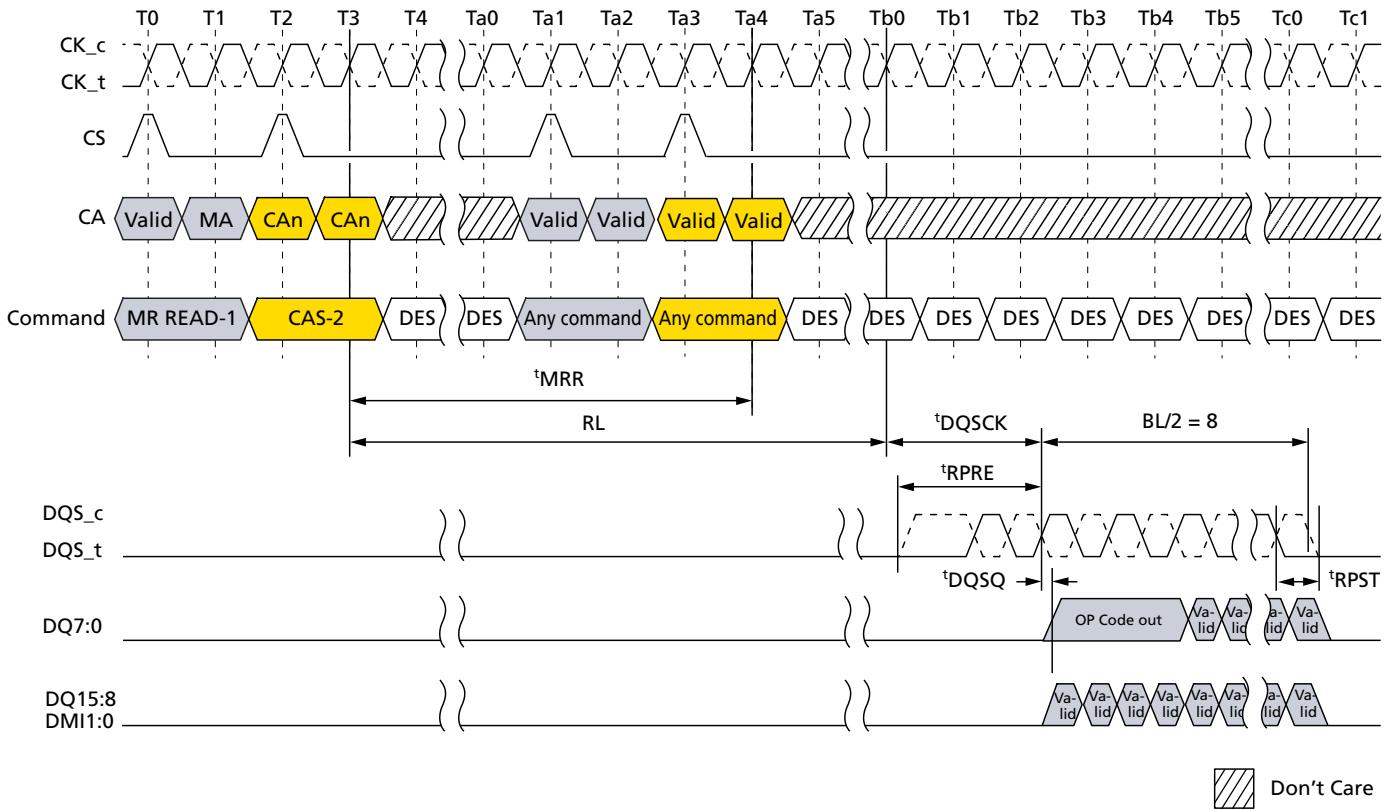 T0 T1 T2 T3 T4 Ta0 Ta1 Ta2 Ta3 Ta4 Ta5 Tb0 Tb1 Tb2 Tb3 Tb4 Tb5 Tc0 Tc1
CK_c
CK_t
CS
CA Valid MA CAn CAn Valid Valid Valid Valid
Command MR READ-1 CAS-2 DES DES Any command Any command DES DES DES DES DES DES DES DES DES
tMRR
RL tDQSCK BL/2 = 8
tRPRE
DQS_c
DQS_t
tDQSQ tRPST
DQ7:0 OP Code out Va-lid Va-lid a-lid Va-lid
DQ15:8
DMI1:0 Va-lid Va-lid Va-lid Va-lid Va-lid Va-lid a-lid Va-lid
Don't Care